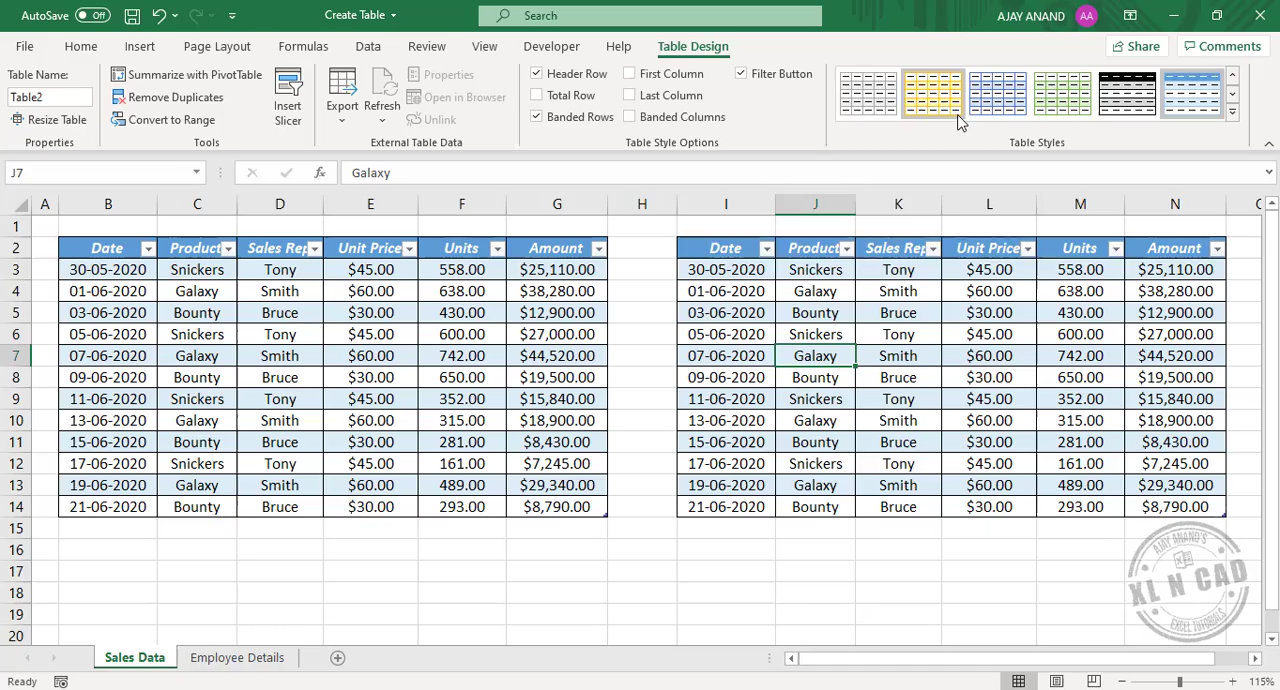 AutoSave Off Create Table Search AJAY ANAND AA
File Home Insert Page Layout Formulas Data Review View Developer Help Table Design Share Comments
Table Name:
Table2
Resize Table
Properties
Summarize with PivotTable
Remove Duplicates
Convert to Range
Insert
Slicer
Tools
Export
Refresh
Properties
Open in Browser
Unlink
External Table Data
Header Row First Column Filter Button
Total Row Last Column
Banded Rows Banded Columns
Table Style Options
Table Styles
J7 fx Galaxy
A B C D E F G H I J K L M N
1
2 Date Product Sales Rep Unit Price Units Amount Date Product Sales Rep Unit Price Units Amount
3 30-05-2020 Snickers Tony $45.00 558.00 $25,110.00 30-05-2020 Snickers Tony $45.00 558.00 $25,110.00
4 01-06-2020 Galaxy Smith $60.00 638.00 $38,280.00 01-06-2020 Galaxy Smith $60.00 638.00 $38,280.00
5 03-06-2020 Bounty Bruce $30.00 430.00 $12,900.00 03-06-2020 Bounty Bruce $30.00 430.00 $12,900.00
6 05-06-2020 Snickers Tony $45.00 600.00 $27,000.00 05-06-2020 Snickers Tony $45.00 600.00 $27,000.00
7 07-06-2020 Galaxy Smith $60.00 742.00 $44,520.00 07-06-2020 Galaxy Smith $60.00 742.00 $44,520.00
8 09-06-2020 Bounty Bruce $30.00 650.00 $19,500.00 09-06-2020 Bounty Bruce $30.00 650.00 $19,500.00
9 11-06-2020 Snickers Tony $45.00 352.00 $15,840.00 11-06-2020 Snickers Tony $45.00 352.00 $15,840.00
10 13-06-2020 Galaxy Smith $60.00 315.00 $18,900.00 13-06-2020 Galaxy Smith $60.00 315.00 $18,900.00
11 15-06-2020 Bounty Bruce $30.00 281.00 $8,430.00 15-06-2020 Bounty Bruce $30.00 281.00 $8,430.00
12 17-06-2020 Snickers Tony $45.00 161.00 $7,245.00 17-06-2020 Snickers Tony $45.00 161.00 $7,245.00
13 19-06-2020 Galaxy Smith $60.00 489.00 $29,340.00 19-06-2020 Galaxy Smith $60.00 489.00 $29,340.00
14 21-06-2020 Bounty Bruce $30.00 293.00 $8,790.00 21-06-2020 Bounty Bruce $30.00 293.00 $8,790.00
15
16
17
18
19
20
AJAY ANAND'S
XL N CAD
EXCEL TUTORIALS
Sales Data Employee Details
Ready 115%